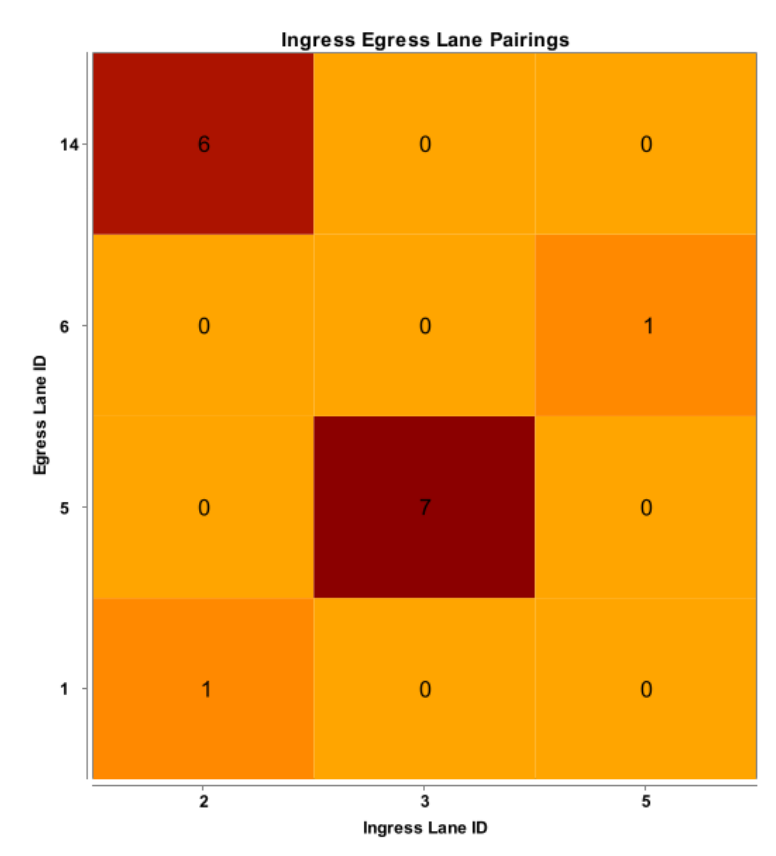 Ingress Egress Lane Pairings
14 6 0 0
6 0 0 1
Egress Lane ID
5 0 7 0
1 1 0 0
2 3 5
Ingress Lane ID